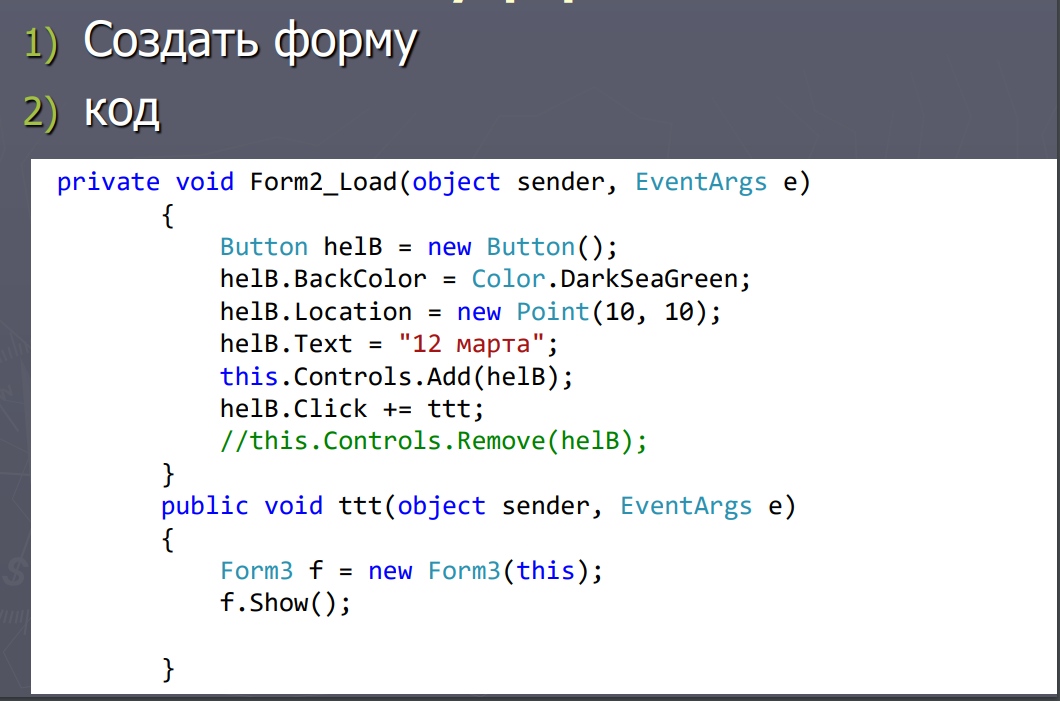 1) Создать форму
2) код
private void Form2_Load(object sender, EventArgs e)
{
Button helB = new Button();
helB.BackColor = Color.DarkSeaGreen;
helB.Location = new Point(10, 10);
helB.Text = "12 марта";
this.Controls.Add(helB);
helB.Click += ttt;
//this.Controls.Remove(helB);
}
public void ttt(object sender, EventArgs e)
{
Form3 f = new Form3(this);
f.Show();
}